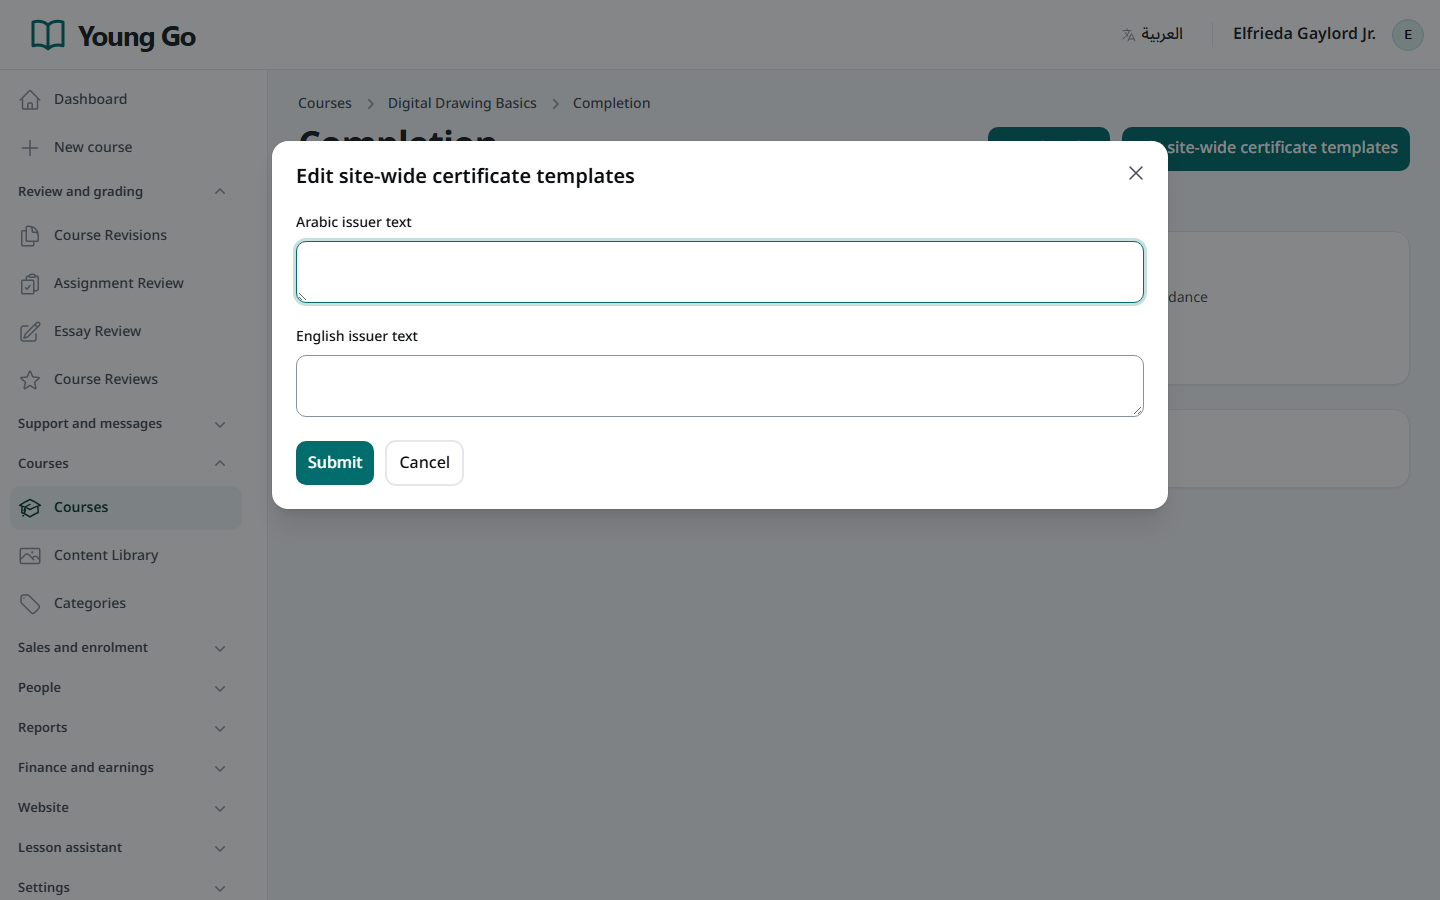 Young Go
العربية
Elfrieda Gaylord Jr.
E
Dashboard
New course
Review and grading
Course Revisions
Assignment Review
Essay Review
Course Reviews
Support and messages
Courses
Courses
Content Library
Categories
Sales and enrolment
People
Reports
Finance and earnings
Website
Lesson assistant
Settings
Courses
Digital Drawing Basics
Completion
Completion
site-wide certificate templates
Edit site-wide certificate templates
Arabic issuer text
English issuer text
Submit
Cancel